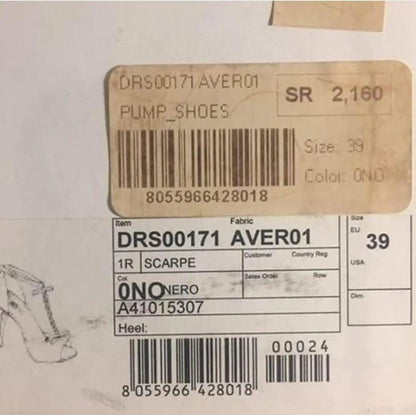 DRS00171 AVER01
SR 2,160
PUMP_SHOES
Size: 39
Color: 0NO
8055966428018
Item Fabric
DRS00171 AVER01
Size
EU
39
USA
Dim.
1R SCARPE
Customer Country Reg
Col
0NO NERO
Sales Order Row
A41015307
Heel:
00024
8 055966 428018